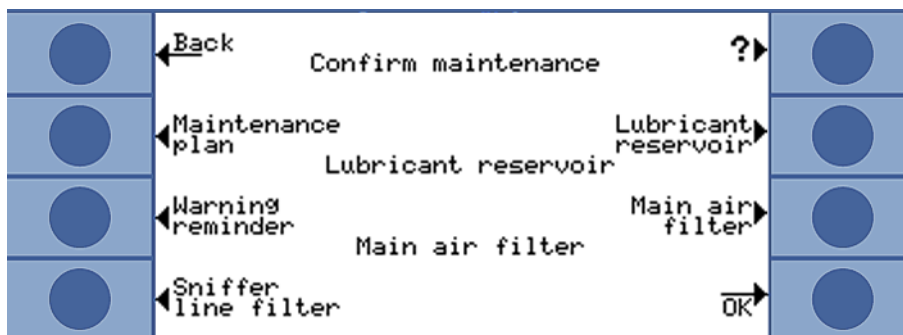 Back
?
Confirm maintenance
Maintenance
plan
Lubricant
reservoir
Lubricant reservoir
Warning
reminder
Main air
filter
Main air filter
Sniffer
line filter
OK